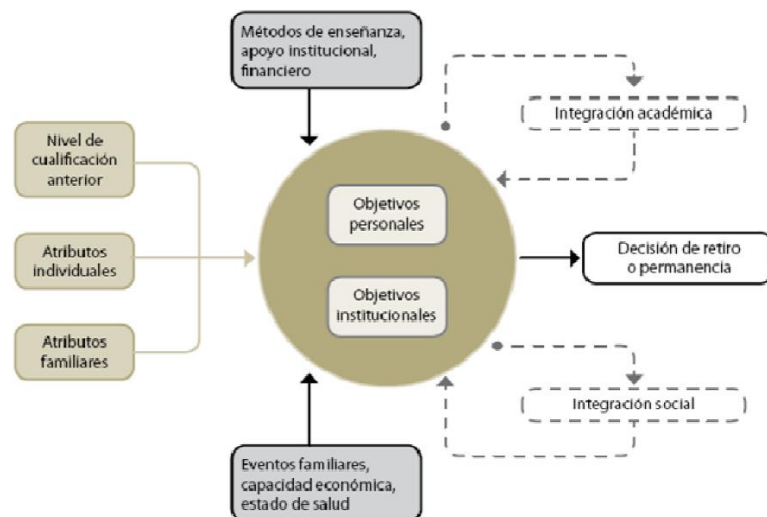 Métodos de enseñanza,
apoyo institucional,
financiero
Integración académica
Nivel de
cualificación
anterior
Objetivos
personales
Atributos
individuales
Decisión de retiro
o permanencia
Objetivos
institucionales
Atributos
familiares
Integración social
Eventos familiares,
capacidad económica,
estado de salud